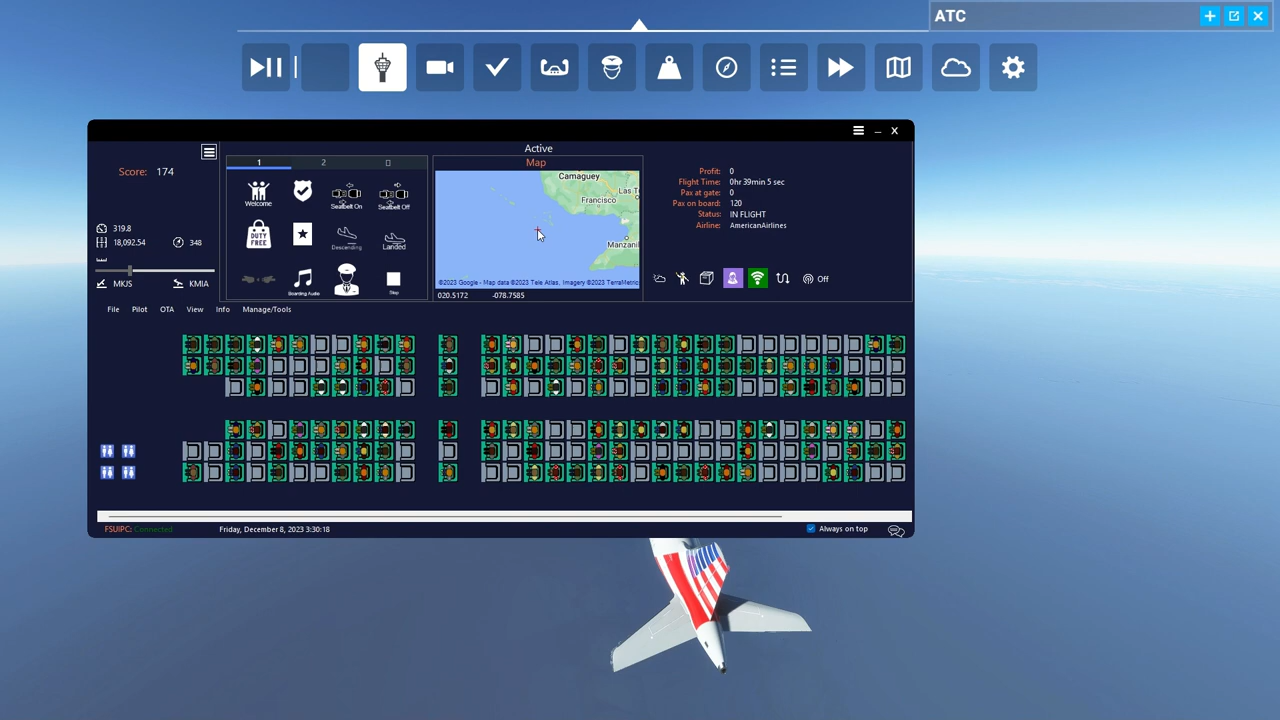 ATC
Active
Score: 174
1 2
Map
Welcome
Seatbelt On
Seatbelt Off
DUTY
FREE
Descending
Landed
Boarding Audio
Stop
Camaguey
Las T
Francisco
Manzanil
©2023 Google - Map data ©2023 Tele Atlas, Imagery ©2023 TerraMetric
020.5172 -078.7585
Profit: 0
Flight Time: 0hr 39min 5 sec
Pax at gate: 0
Pax on board: 120
Status: IN FLIGHT
Airline: AmericanAirlines
Off
319.8
18,092.54 348
MKJS KMIA
File Pilot OTA View Info Manage/Tools
FSUIPC: Connected Friday, December 8, 2023 3:30:18 Always on top